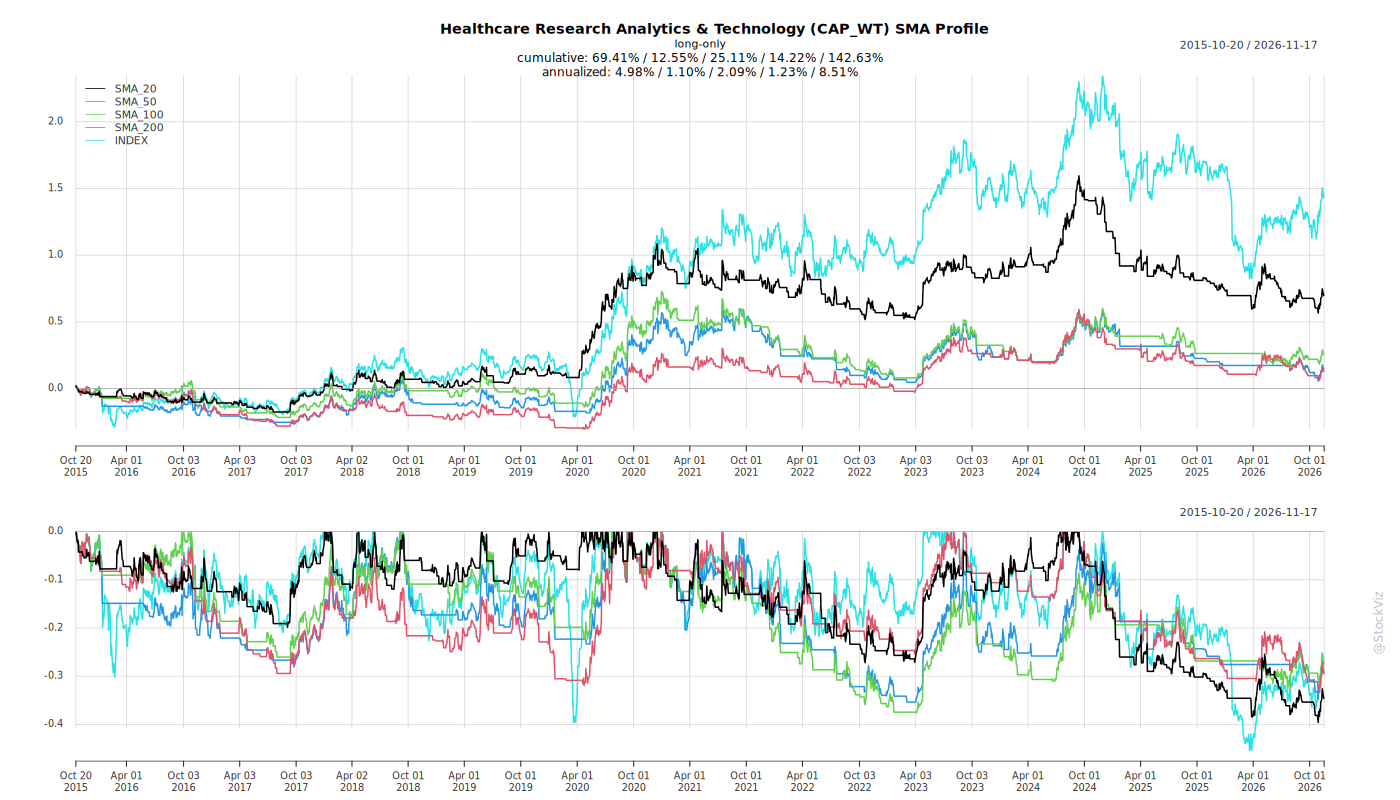 Healthcare Research Analytics & Technology (CAP_WT) SMA Profile
long-only
2015-10-20 / 2026-11-17
cumulative: 69.41% / 12.55% / 25.11% / 14.22% / 142.63%
annualized: 4.98% / 1.10% / 2.09% / 1.23% / 8.51%
SMA_20
SMA_50
SMA_100
SMA_200
INDEX
2.0
1.5
1.0
0.5
0.0
Oct 20 Apr 01 Oct 03 Apr 03 Oct 03 Apr 02 Oct 01 Apr 01 Oct 01 Apr 01 Oct 01 Apr 01 Oct 01 Apr 01 Oct 03 Apr 03 Oct 03 Apr 01 Oct 01 Apr 01 Oct 01 Apr 01 Oct 01
2015 2016 2016 2017 2017 2018 2018 2019 2019 2020 2020 2021 2021 2022 2022 2023 2023 2024 2024 2025 2025 2026 2026
2015-10-20 / 2026-11-17
0.0
-0.1
-0.2
-0.3
-0.4
Oct 20 Apr 01 Oct 03 Apr 03 Oct 03 Apr 02 Oct 01 Apr 01 Oct 01 Apr 01 Oct 01 Apr 01 Oct 01 Apr 01 Oct 03 Apr 03 Oct 03 Apr 01 Oct 01 Apr 01 Oct 01 Apr 01 Oct 01
2015 2016 2016 2017 2017 2018 2018 2019 2019 2020 2020 2021 2021 2022 2022 2023 2023 2024 2024 2025 2025 2026 2026
@StockViz